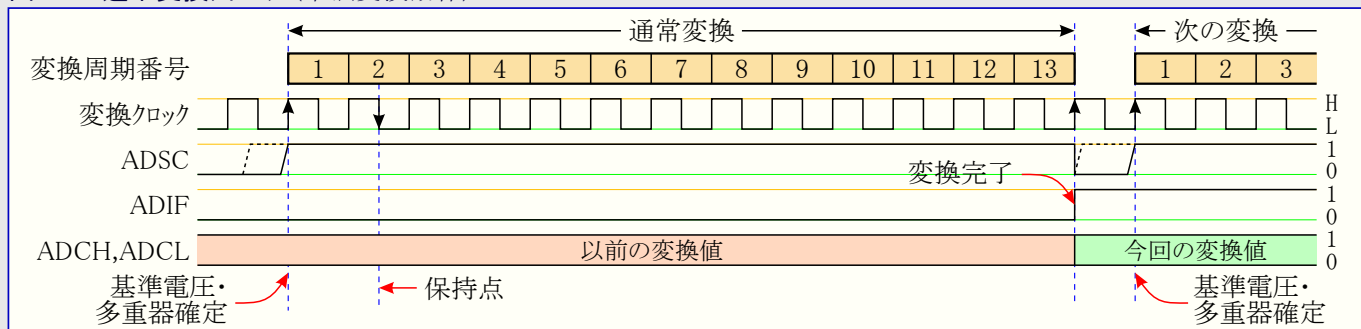 通常変換
次の変換
変換周期番号
1 2 3 4 5 6 7 8 9 10 11 12 13
1 2 3
変換クロック
H
L
ADSC
1
0
変換完了
ADIF
1
0
ADCH,ADCL
以前の変換値
今回の変換値
1
0
基準電圧・
多重器確定
保持点
基準電圧・
多重器確定